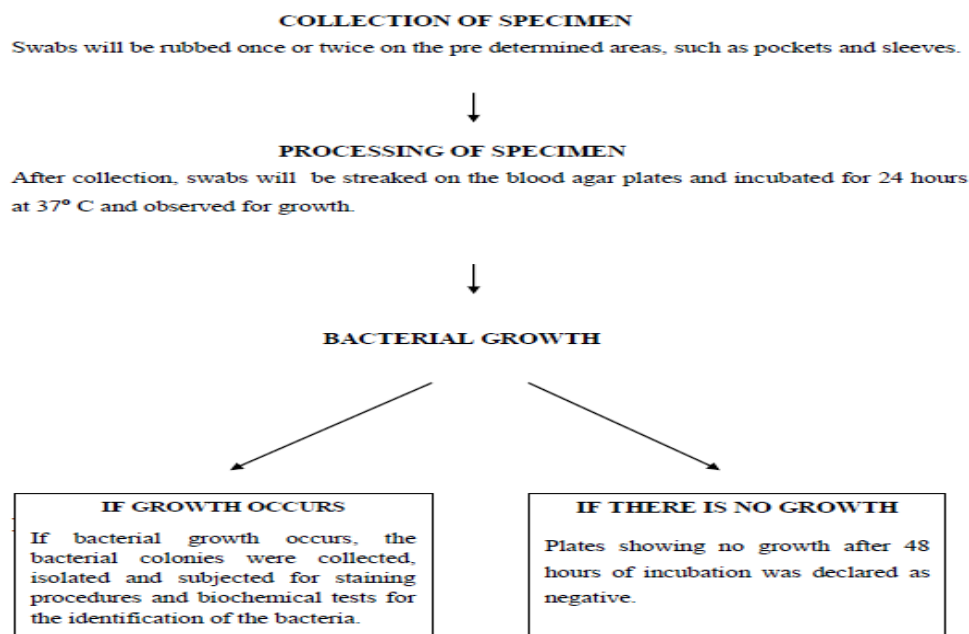 COLLECTION OF SPECIMEN
Swabs will be rubbed once or twice on the pre determined areas, such as pockets and sleeves.
PROCESSING OF SPECIMEN
After collection, swabs will be streaked on the blood agar plates and incubated for 24 hours
at 37° C and observed for growth.
BACTERIAL GROWTH
IF GROWTH OCCURS
If bacterial growth occurs, the
bacterial colonies were collected,
isolated and subjected for staining
procedures and biochemical tests for
the identification of the bacteria.
IF THERE IS NO GROWTH
Plates showing no growth after 48
hours of incubation was declared as
negative.